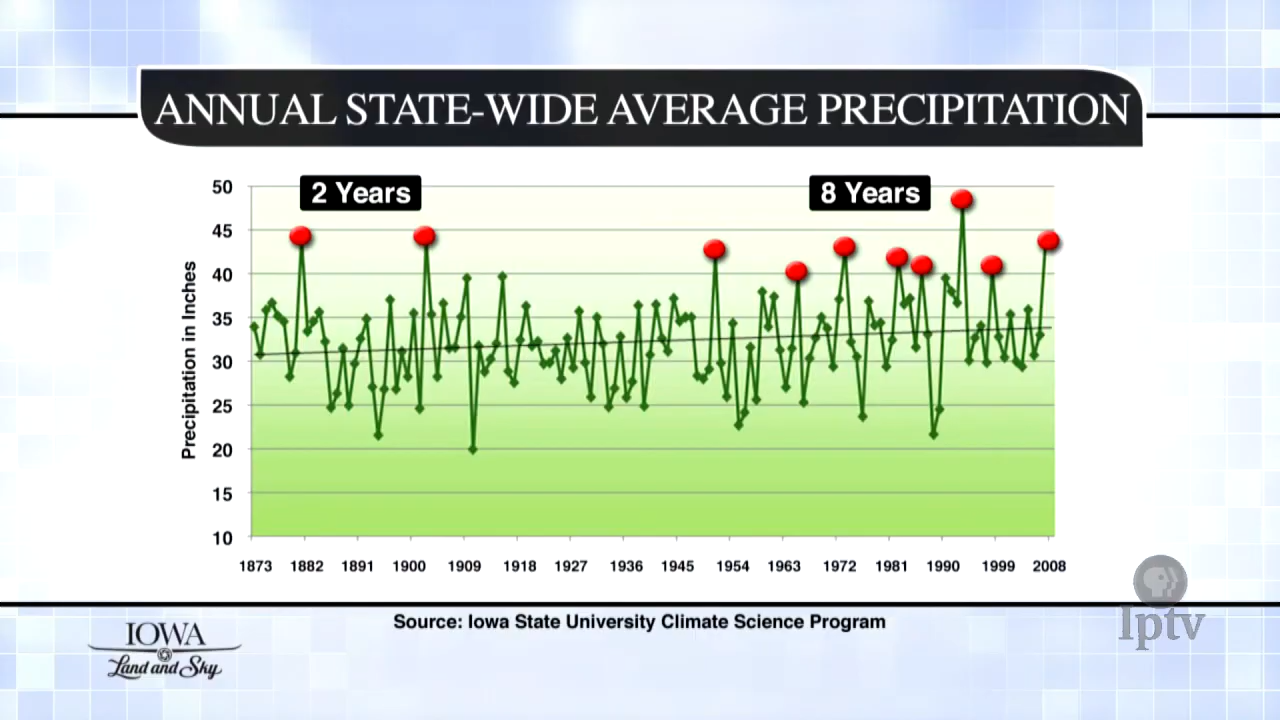 ANNUAL STATE-WIDE AVERAGE PRECIPITATION
2 Years
8 Years
Precipitation in Inches
50
45
40
35
30
25
20
15
10
1873 1882 1891 1900 1909 1918 1927 1936 1945 1954 1963 1972 1981 1990 1999 2008
Source: Iowa State University Climate Science Program
IOWA
Land and Sky
Iptv